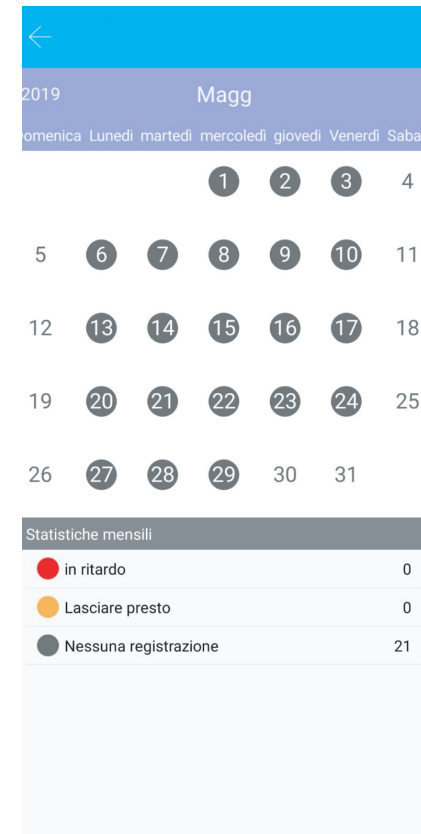 2019 Magg
omenica Lunedì martedì mercoledì giovedì Venerdì Saba
1 2 3 4
5 6 7 8 9 10 11
12 13 14 15 16 17 18
19 20 21 22 23 24 25
26 27 28 29 30 31
Statistiche mensili
in ritardo 0
Lasciare presto 0
Nessuna registrazione 21